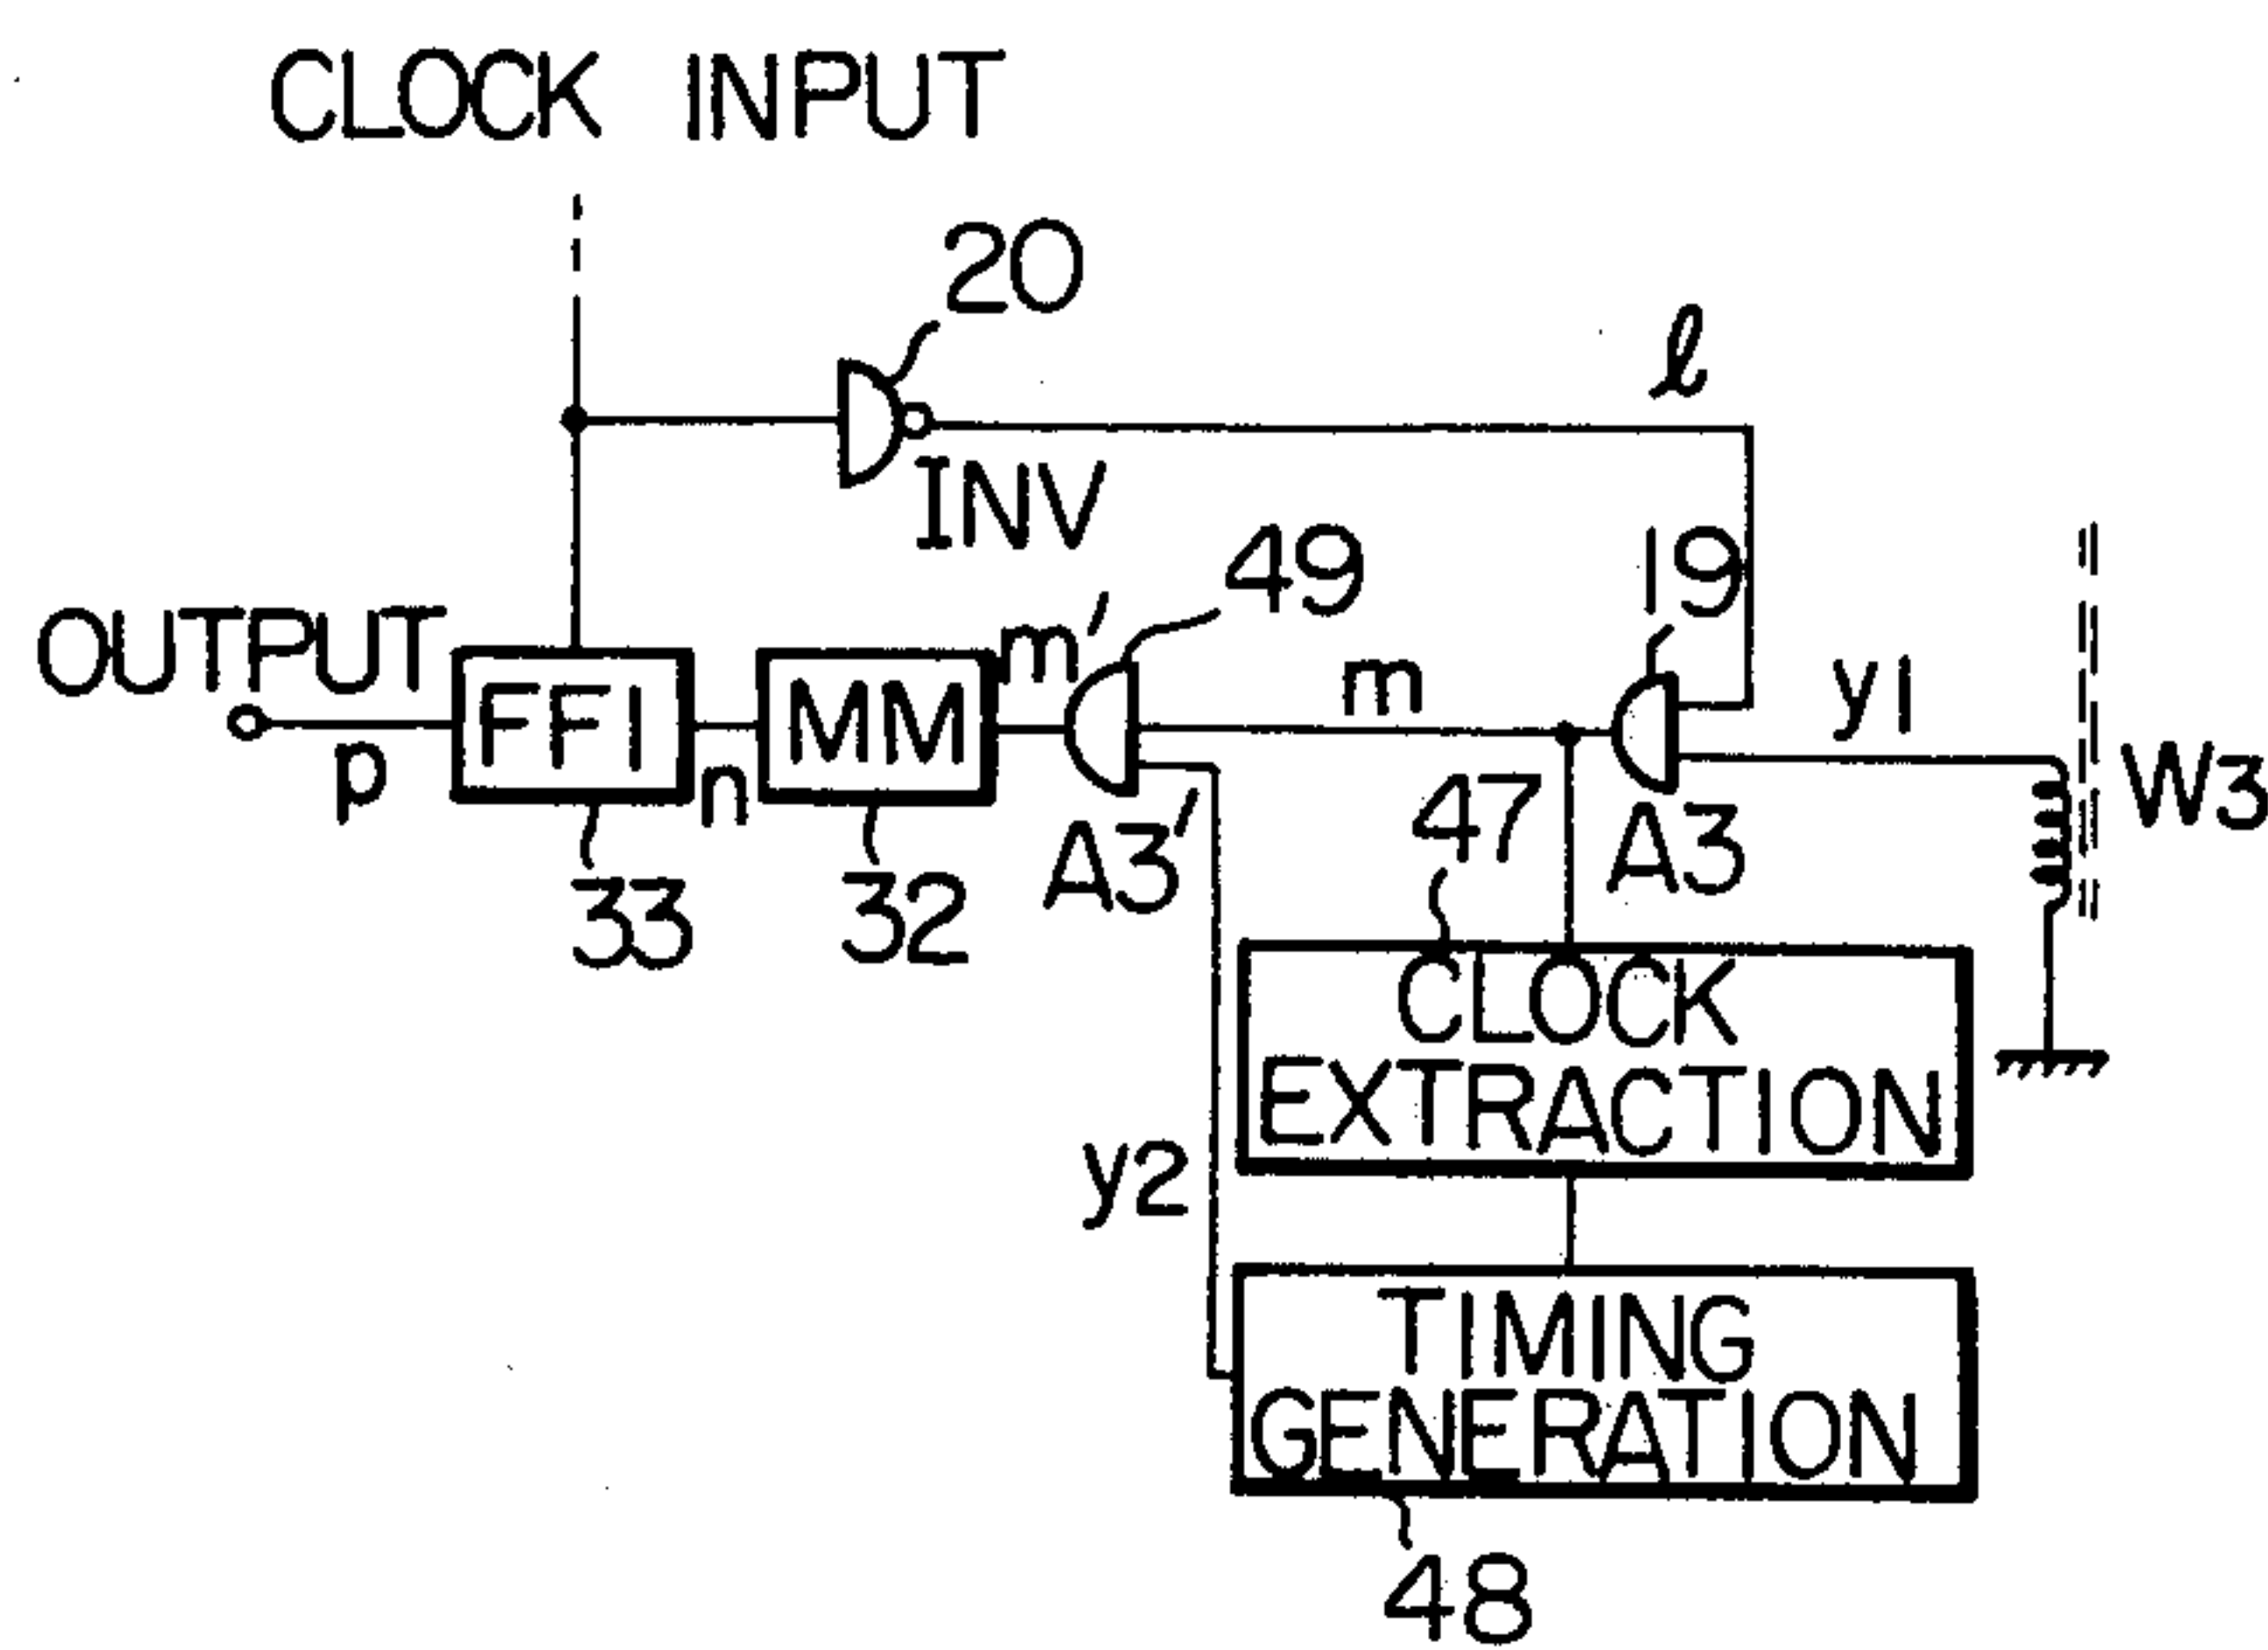 CLOCK INPUT
20
ℓ
INV
49
19
OUTPUT
m'
m
y1
FF1
MM
W3
p
n
47
A3'
A3
33
32
CLOCK
EXTRACTION
y2
TIMING
GENERATION
48